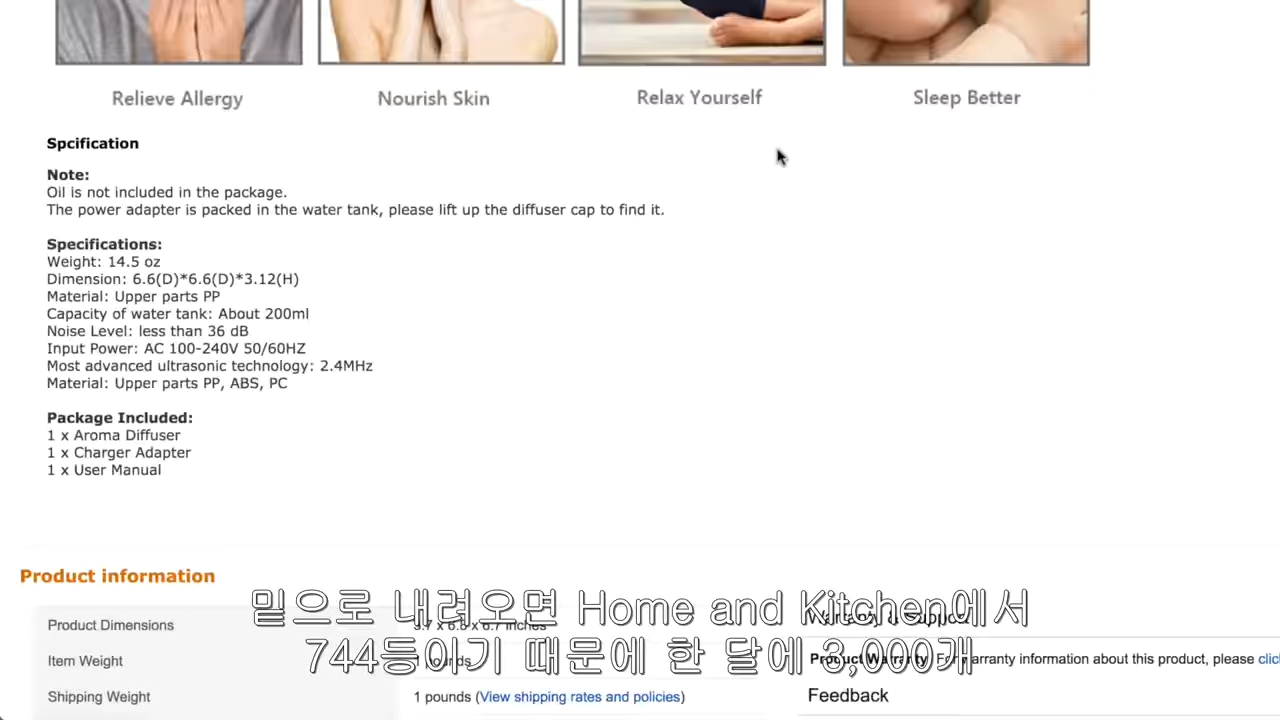 Relieve Allergy
Nourish Skin
Relax Yourself
Sleep Better
Spcification
Note:
Oil is not included in the package.
The power adapter is packed in the water tank, please lift up the diffuser cap to find it.
Specifications:
Weight: 14.5 oz
Dimension: 6.6(D)*6.6(D)*3.12(H)
Material: Upper parts PP
Capacity of water tank: About 200ml
Noise Level: less than 36 dB
Input Power: AC 100-240V 50/60HZ
Most advanced ultrasonic technology: 2.4MHz
Material: Upper parts PP, ABS, PC
Package Included:
1 x Aroma Diffuser
1 x Charger Adapter
1 x User Manual
Product information
Product Dimensions
Item Weight
Shipping Weight
1 pounds (View shipping rates and policies)
Product Warranty: For warranty information about this product, please clic
Feedback
밑으로 내려오면 Home and Kitchen에서
744등이기 때문에 한 달에 3,000개